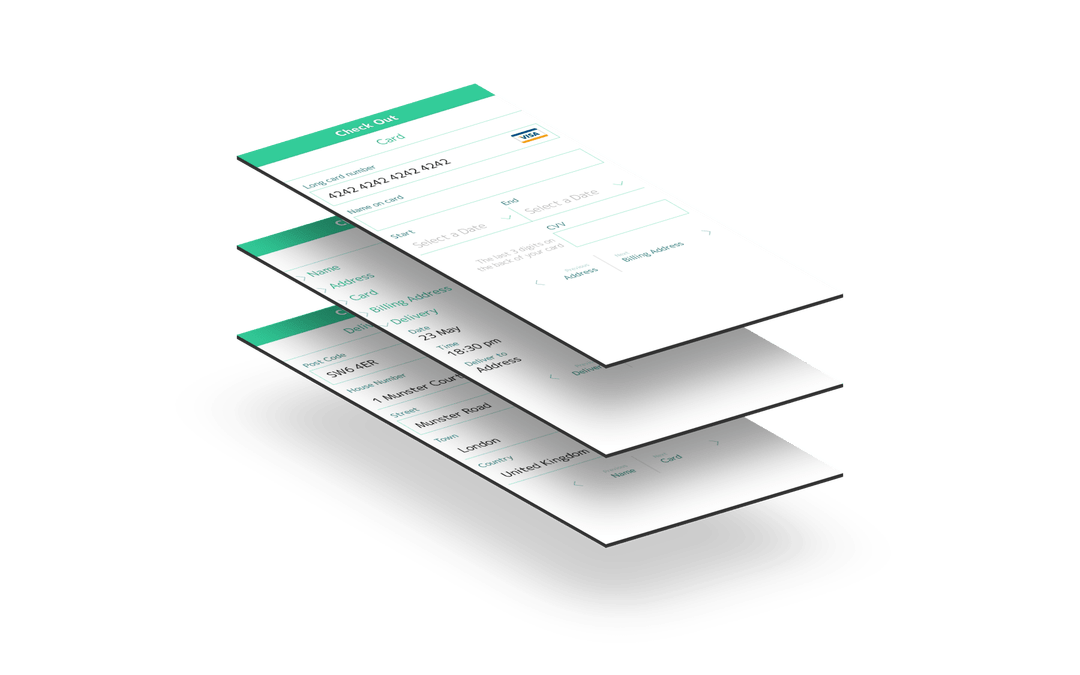 Check Out
Card
Long card number
4242 4242 4242 4242
VISA
Name on card
Start
End
Select a Date
Select a Date
CVV
The last 3 digits on
the back of your card
Address
Billing Address
Name
Address
Card
Billing Address
Delivery
Date
23 May
Time
18:30 pm
Deliver to
Address
Post Code
SW6 4ER
House Number
1 Munster Court
Street
Munster Road
Town
London
Country
United Kingdom
Name
Card